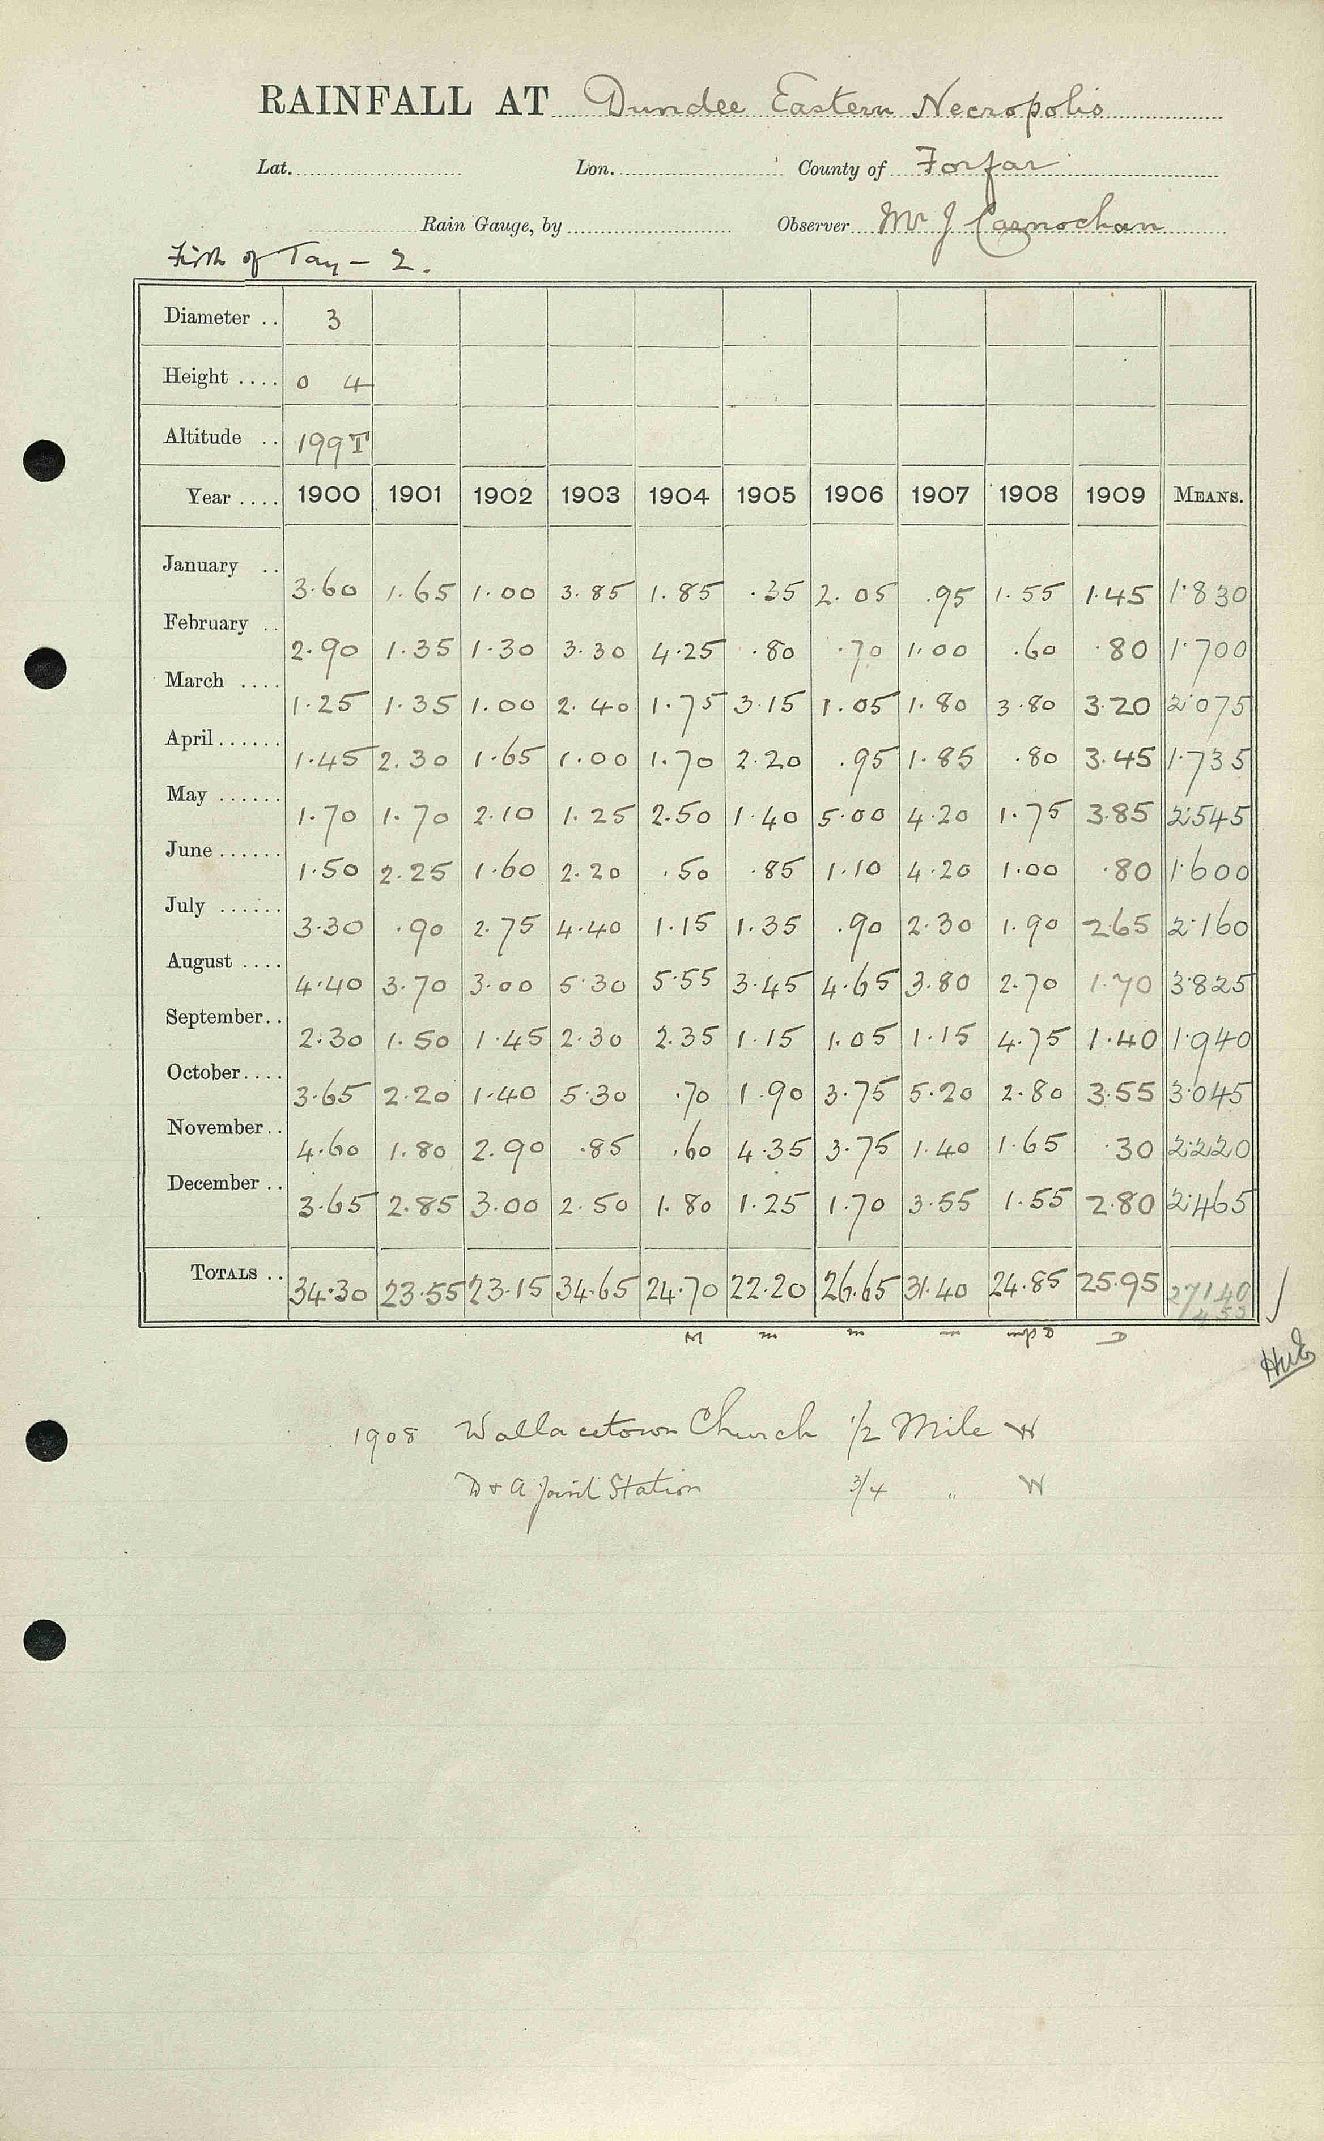 RAINFALL AT Dundee Eastern Necropolis
Lat. Lon. County of Forfar
Rain Gauge, by Observer Mr J Carnochan
Firth of Tay - 2.
Diameter .. 3
Height .... 0 4
Altitude .. 199T
Year .... 1900 1901 1902 1903 1904 1905 1906 1907 1908 1909 MEANS.
January .. 3.60 1.65 1.00 3.85 1.85 .35 2.05 .95 1.55 1.45 1.830
February .. 2.90 1.35 1.30 3.30 4.25 .80 .70 1.00 .60 .80 1.700
March .... 1.25 1.35 1.00 2.40 1.75 3.15 1.05 1.80 3.80 3.20 2.075
April ...... 1.45 2.30 1.65 1.00 1.70 2.20 .95 1.85 .80 3.45 1.735
May ...... 1.70 1.70 2.10 1.25 2.50 1.40 5.00 4.20 1.75 3.85 2.545
June ...... 1.50 2.25 1.60 2.20 .50 .85 1.10 4.20 1.00 .80 1.600
July ...... 3.30 .90 2.75 4.40 1.15 1.35 .90 2.30 1.90 2.65 2.160
August .... 4.40 3.70 3.00 5.30 5.55 3.45 4.65 3.80 2.70 1.70 3.825
September .. 2.30 1.50 1.45 2.30 2.35 1.15 1.05 1.15 4.75 1.40 1.940
October .... 3.65 2.20 1.40 5.30 .70 1.90 3.75 5.20 2.80 3.55 3.045
November .. 4.60 1.80 2.90 .85 .60 4.35 3.75 1.40 1.65 .30 2.220
December .. 3.65 2.85 3.00 2.50 1.80 1.25 1.70 3.55 1.55 2.80 2.465
TOTALS .. 34.30 23.55 23.15 34.65 24.70 22.20 26.65 31.40 24.85 25.95 27140
1908 Wallacetown Church 1/2 Mile W
D & A Joint Station 3/4 " W